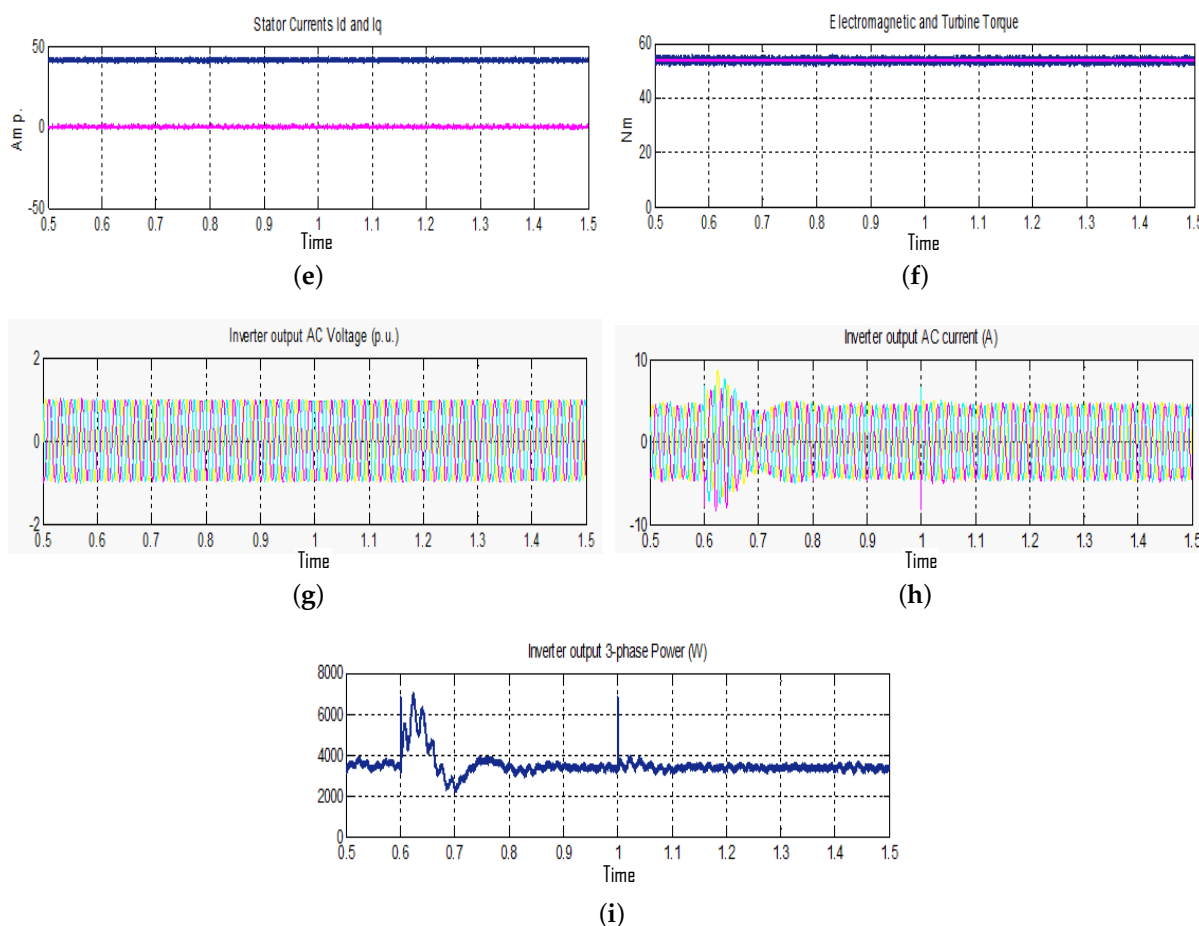 Stator Currents Id and Iq
50
0
-50
Amp.
0.5 0.6 0.7 0.8 0.9 1 1.1 1.2 1.3 1.4 1.5
Time
(e)
Electromagnetic and Turbine Torque
60
40
20
0
Nm
0.5 0.6 0.7 0.8 0.9 1 1.1 1.2 1.3 1.4 1.5
Time
(f)
Inverter output AC Voltage (p.u.)
2
0
-2
0.5 0.6 0.7 0.8 0.9 1 1.1 1.2 1.3 1.4 1.5
Time
(g)
Inverter output AC current (A)
10
0
-10
0.5 0.6 0.7 0.8 0.9 1 1.1 1.2 1.3 1.4 1.5
Time
(h)
Inverter output 3-phase Power (W)
8000
6000
4000
2000
0
0.5 0.6 0.7 0.8 0.9 1 1.1 1.2 1.3 1.4 1.5
Time
(i)